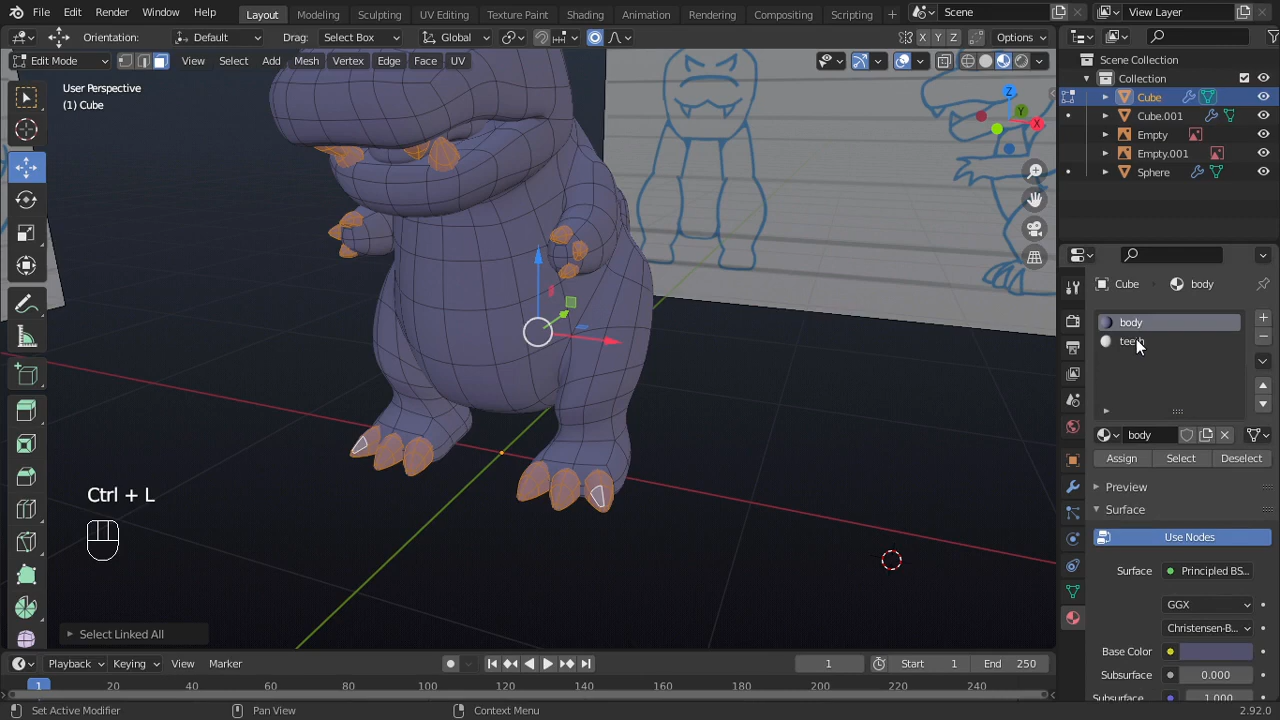 File Edit Render Window Help
Layout Modeling Sculpting UV Editing Texture Paint Shading Animation Rendering Compositing Scripting
Scene View Layer
Orientation: Default Drag: Select Box Global X Y Z Options
Edit Mode View Select Add Mesh Vertex Edge Face UV
User Perspective
(1) Cube
Z
Y
X
Scene Collection
Collection
Cube
Cube.001
Empty
Empty.001
Sphere
Cube body
body
teeth
body
Assign Select Deselect
Preview
Surface
Use Nodes
Surface Principled BS...
GGX
Christensen-B...
Base Color
Subsurface 0.000
Subsurfa 1.000
Ctrl + L
Select Linked All
Playback Keying View Marker 1 Start 1 End 250
1 20 40 60 80 100 120 140 160 180 200 220 240
Set Active Modifier Pan View Context Menu 2.92.0